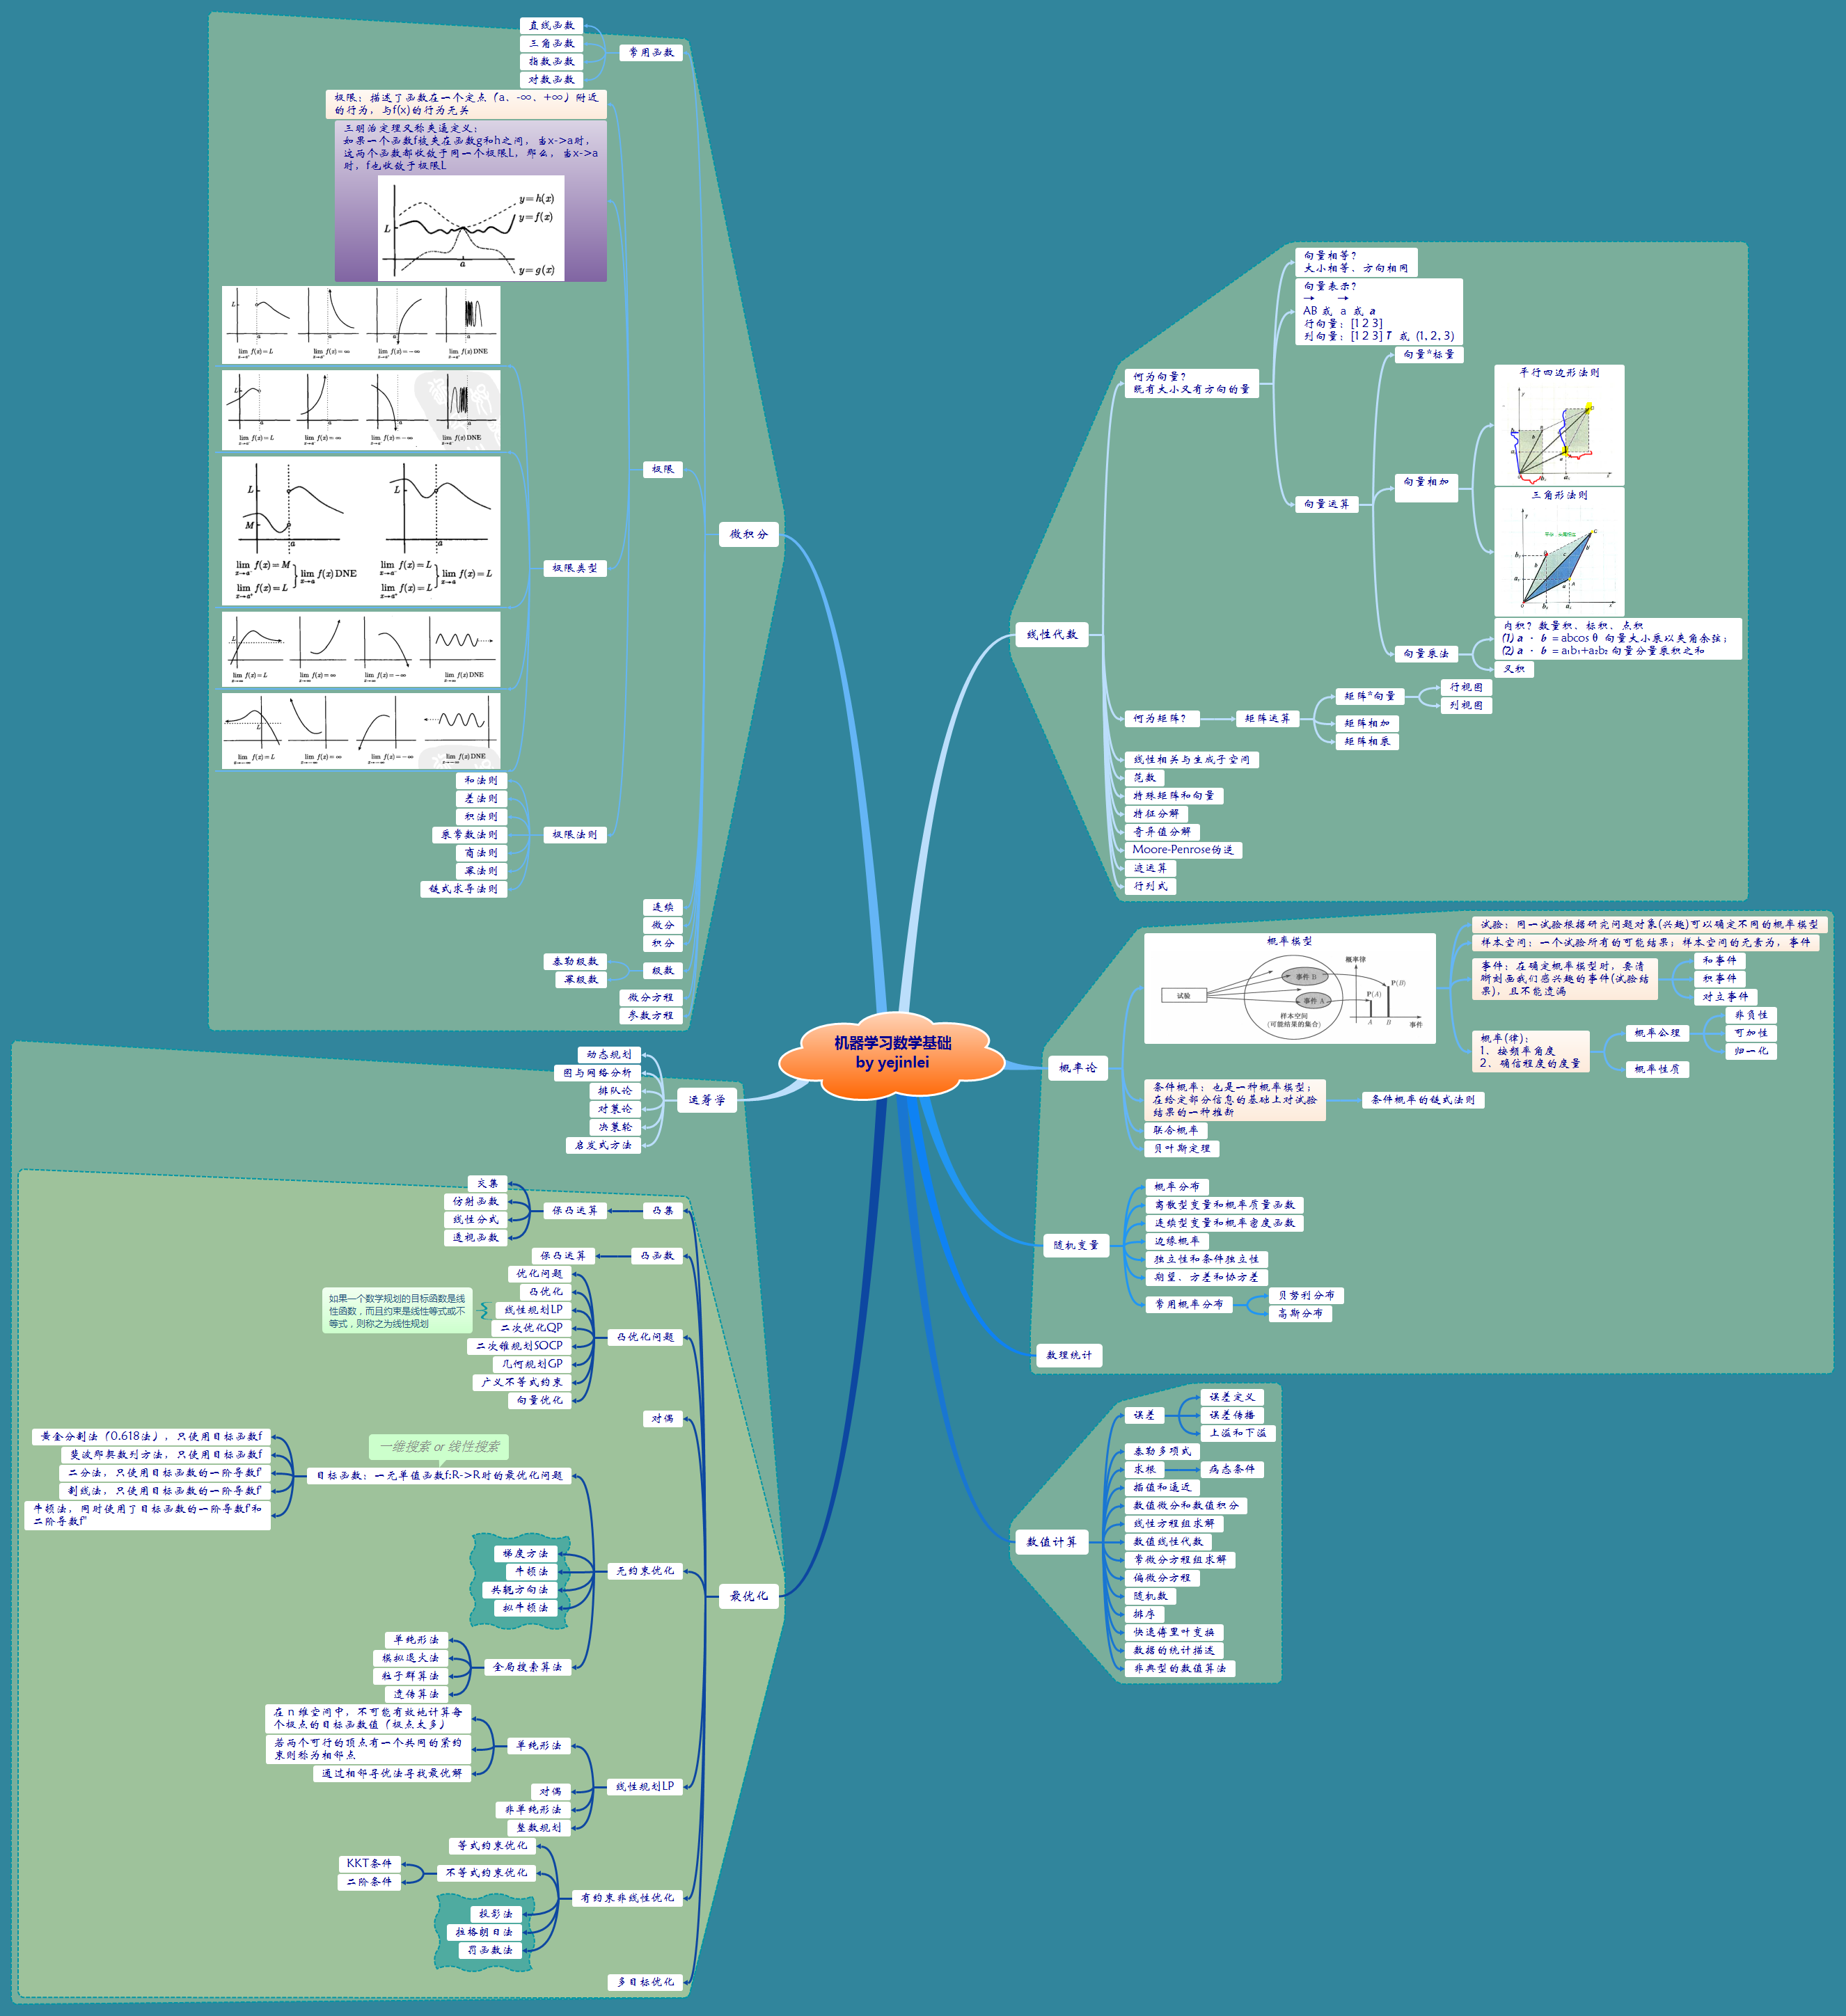 机器学习数学基础
by yejinlei
微积分
常用函数
直线函数
三角函数
指数函数
对数函数
极限
极限：描述了函数在一个定点（a、-∞、+∞）附近
的行为，与f(x)的行为无关
三明治定理又称夹逼定义：
如果一个函数f被夹在函数g和h之间，当x->a时，
这两个函数都收敛于同一个极限L，那么，当x->a
时，f也收敛于极限L
y=h(x)
y=f(x)
L
a
y=g(x)
极限类型
L
a
a
a
a
lim f(x)=L
x→a⁺
lim f(x)=∞
x→a⁺
lim f(x)=-∞
x→a⁺
lim f(x) DNE
x→a⁺
L
a
a
a
a
lim f(x)=L
x→a⁻
lim f(x)=∞
x→a⁻
lim f(x)=-∞
x→a⁻
lim f(x) DNE
x→a⁻
L
M
a
L
a
lim f(x)=M
x→a⁻
lim f(x)=L
x→a⁺
lim f(x) DNE
x→a
lim f(x)=L
x→a⁻
lim f(x)=L
x→a⁺
lim f(x)=L
x→a
L
lim f(x)=L
x→∞
lim f(x)=∞
x→∞
lim f(x)=-∞
x→∞
lim f(x) DNE
x→∞
L
lim f(x)=L
x→-∞
lim f(x)=∞
x→-∞
lim f(x)=-∞
x→-∞
lim f(x) DNE
x→-∞
极限法则
和法则
差法则
积法则
乘常数法则
商法则
幂法则
链式求导法则
连续
微分
积分
级数
泰勒级数
幂级数
微分方程
参数方程
运筹学
动态规划
图与网络分析
排队论
对策论
决策轮
启发式方法
最优化
凸集
保凸运算
交集
仿射函数
线性分式
透视函数
凸函数
保凸运算
凸优化问题
优化问题
凸优化
线性规划LP
如果一个数学规划的目标函数是线
性函数，而且约束是线性等式或不
等式，则称之为线性规划
二次优化QP
二次锥规划SOCP
几何规划GP
广义不等式约束
向量优化
对偶
无约束优化
一维搜索 or 线性搜索
目标函数：一元单值函数f:R->R时的最优化问题
黄金分割法（0.618法），只使用目标函数f
斐波那契数列方法，只使用目标函数f
二分法，只使用目标函数的一阶导数f'
割线法，只使用目标函数的一阶导数f'
牛顿法，同时使用了目标函数的一阶导数f'和
二阶导数f''
梯度方法
牛顿法
共轭方向法
拟牛顿法
全局搜索算法
单纯形法
模拟退火法
粒子群算法
遗传算法
线性规划LP
单纯形法
在 n 维空间中，不可能有效地计算每
个极点的目标函数值（极点太多）
若两个可行的顶点有一个共同的紧约
束则称为相邻点
通过相邻寻优法寻找最优解
对偶
非单纯形法
整数规划
有约束非线性优化
等式约束优化
不等式约束优化
KKT条件
二阶条件
投影法
拉格朗日法
罚函数法
多目标优化
线性代数
何为向量？
既有大小又有方向的量
向量相等？
大小相等、方向相同
向量表示？
→ →
AB 或 a 或 a
行向量：[1 2 3]
列向量：[1 2 3] T 或 (1, 2, 3)
向量运算
向量*标量
向量相加
平行四边形法则
三角形法则
向量乘法
内积？数量积、标积、点积
(1) a · b = abcos θ 向量大小乘以夹角余弦；
(2) a · b = a₁b₁+a₂b₂ 向量分量乘积之和
叉积
何为矩阵？
矩阵运算
矩阵*向量
行视图
列视图
矩阵相加
矩阵相乘
线性相关与生成子空间
范数
特殊矩阵和向量
特征分解
奇异值分解
Moore-Penrose伪逆
迹运算
行列式
概率论
概率模型
试验
事件 B
事件 A
样本空间
(可能结果的集合)
概率律
P(A)
P(B)
A
B
事件
试验：同一试验根据研究问题对象(兴趣)可以确定不同的概率模型
样本空间：一个试验所有的可能结果；样本空间的元素为，事件
事件：在确定概率模型时，要清
晰刻画我们感兴趣的事件(试验结
果)，且不能遗漏
和事件
积事件
对立事件
概率(律)：
1、按频率角度
2、确信程度的度量
概率公理
非负性
可加性
归一化
概率性质
条件概率：也是一种概率模型；
在给定部分信息的基础上对试验
结果的一种推断
条件概率的链式法则
联合概率
贝叶斯定理
随机变量
概率分布
离散型变量和概率质量函数
连续型变量和概率密度函数
边缘概率
独立性和条件独立性
期望、方差和协方差
常用概率分布
贝努利分布
高斯分布
数理统计
数值计算
误差
误差定义
误差传播
上溢和下溢
泰勒多项式
求根
病态条件
插值和逼近
数值微分和数值积分
线性方程组求解
数值线性代数
常微分方程组求解
偏微分方程
随机数
排序
快速傅里叶变换
数据的统计描述
非典型的数值算法